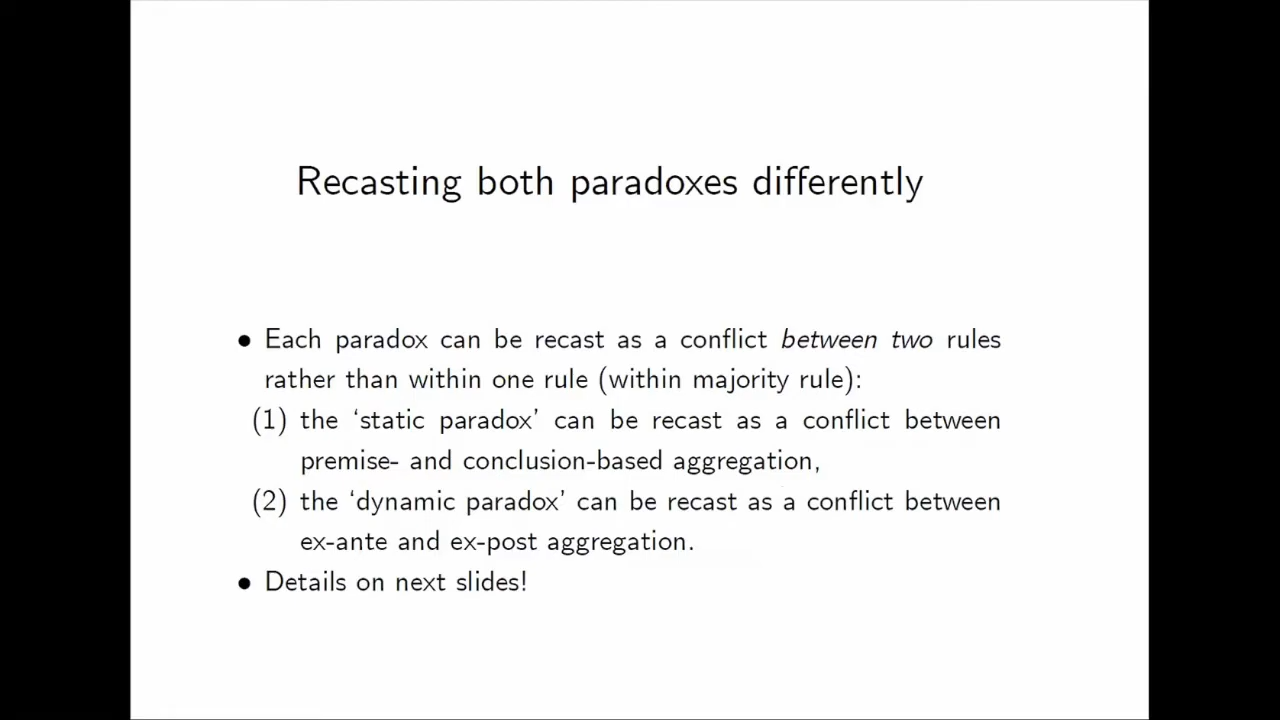 Recasting both paradoxes differently
• Each paradox can be recast as a conflict between two rules
rather than within one rule (within majority rule):
(1) the ‘static paradox’ can be recast as a conflict between
premise- and conclusion-based aggregation,
(2) the ‘dynamic paradox’ can be recast as a conflict between
ex-ante and ex-post aggregation.
• Details on next slides!